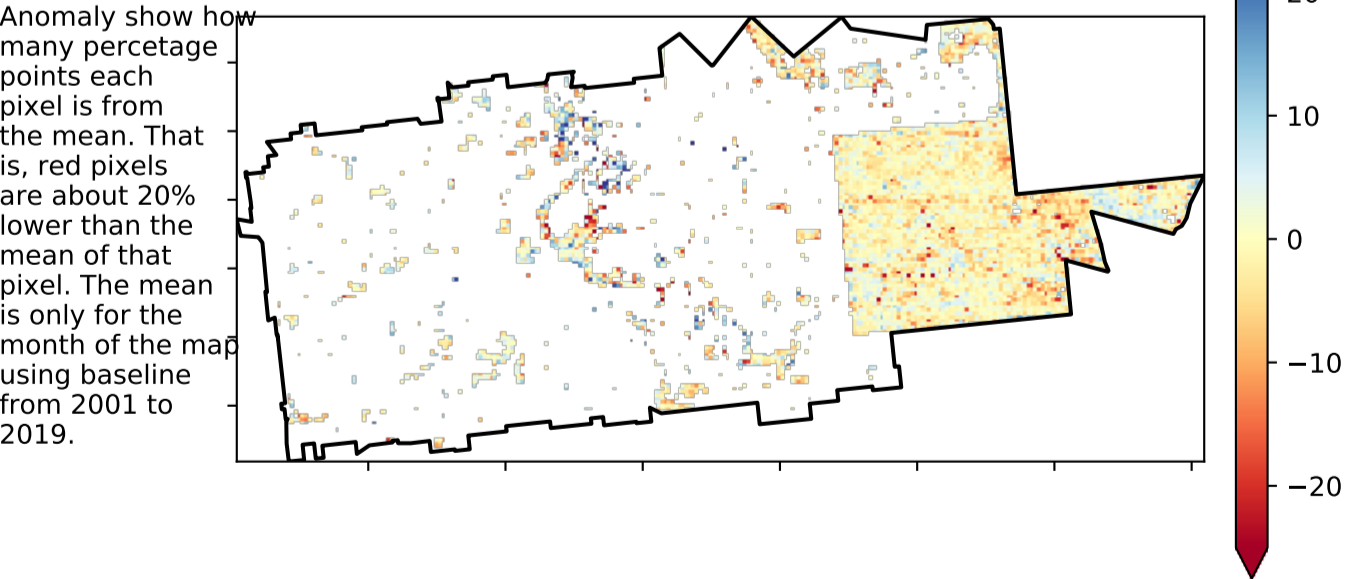 Anomaly show how
many percetage
points each
pixel is from
the mean. That
is, red pixels
are about 20%
lower than the
mean of that
pixel. The mean
is only for the
month of the map
using baseline
from 2001 to
2019.
20
10
0
−10
−20